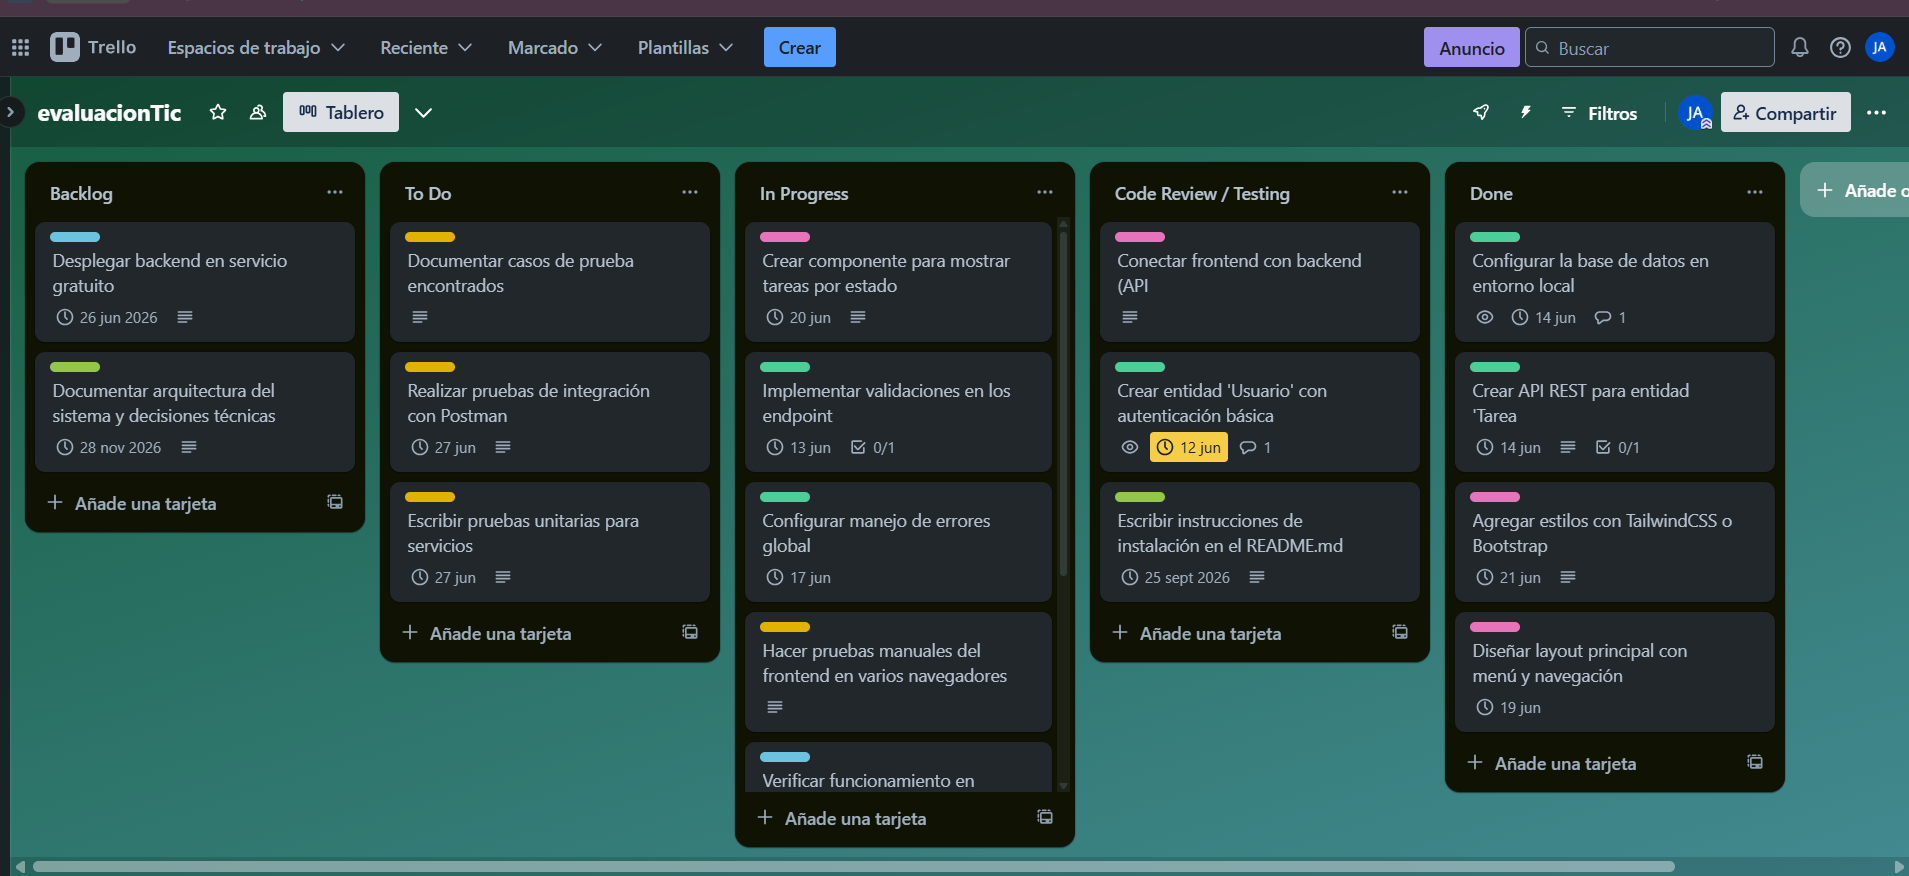 Trello
Espacios de trabajo
Reciente
Marcado
Plantillas
Crear
Anuncio
Buscar
JA
evaluacionTic
Tablero
Filtros
JA
Compartir
Backlog
Desplegar backend en servicio
gratuito
26 jun 2026
Documentar arquitectura del
sistema y decisiones técnicas
28 nov 2026
Añade una tarjeta
To Do
Documentar casos de prueba
encontrados
Realizar pruebas de integración
con Postman
27 jun
Escribir pruebas unitarias para
servicios
27 jun
Añade una tarjeta
In Progress
Crear componente para mostrar
tareas por estado
20 jun
Implementar validaciones en los
endpoint
13 jun 0/1
Configurar manejo de errores
global
17 jun
Hacer pruebas manuales del
frontend en varios navegadores
Verificar funcionamiento en
Añade una tarjeta
Code Review / Testing
Conectar frontend con backend
(API
Crear entidad 'Usuario' con
autenticación básica
12 jun 1
Escribir instrucciones de
instalación en el README.md
25 sept 2026
Añade una tarjeta
Done
Configurar la base de datos en
entorno local
14 jun 1
Crear API REST para entidad
'Tarea
14 jun 0/1
Agregar estilos con TailwindCSS o
Bootstrap
21 jun
Diseñar layout principal con
menú y navegación
19 jun
Añade una tarjeta
Añade o